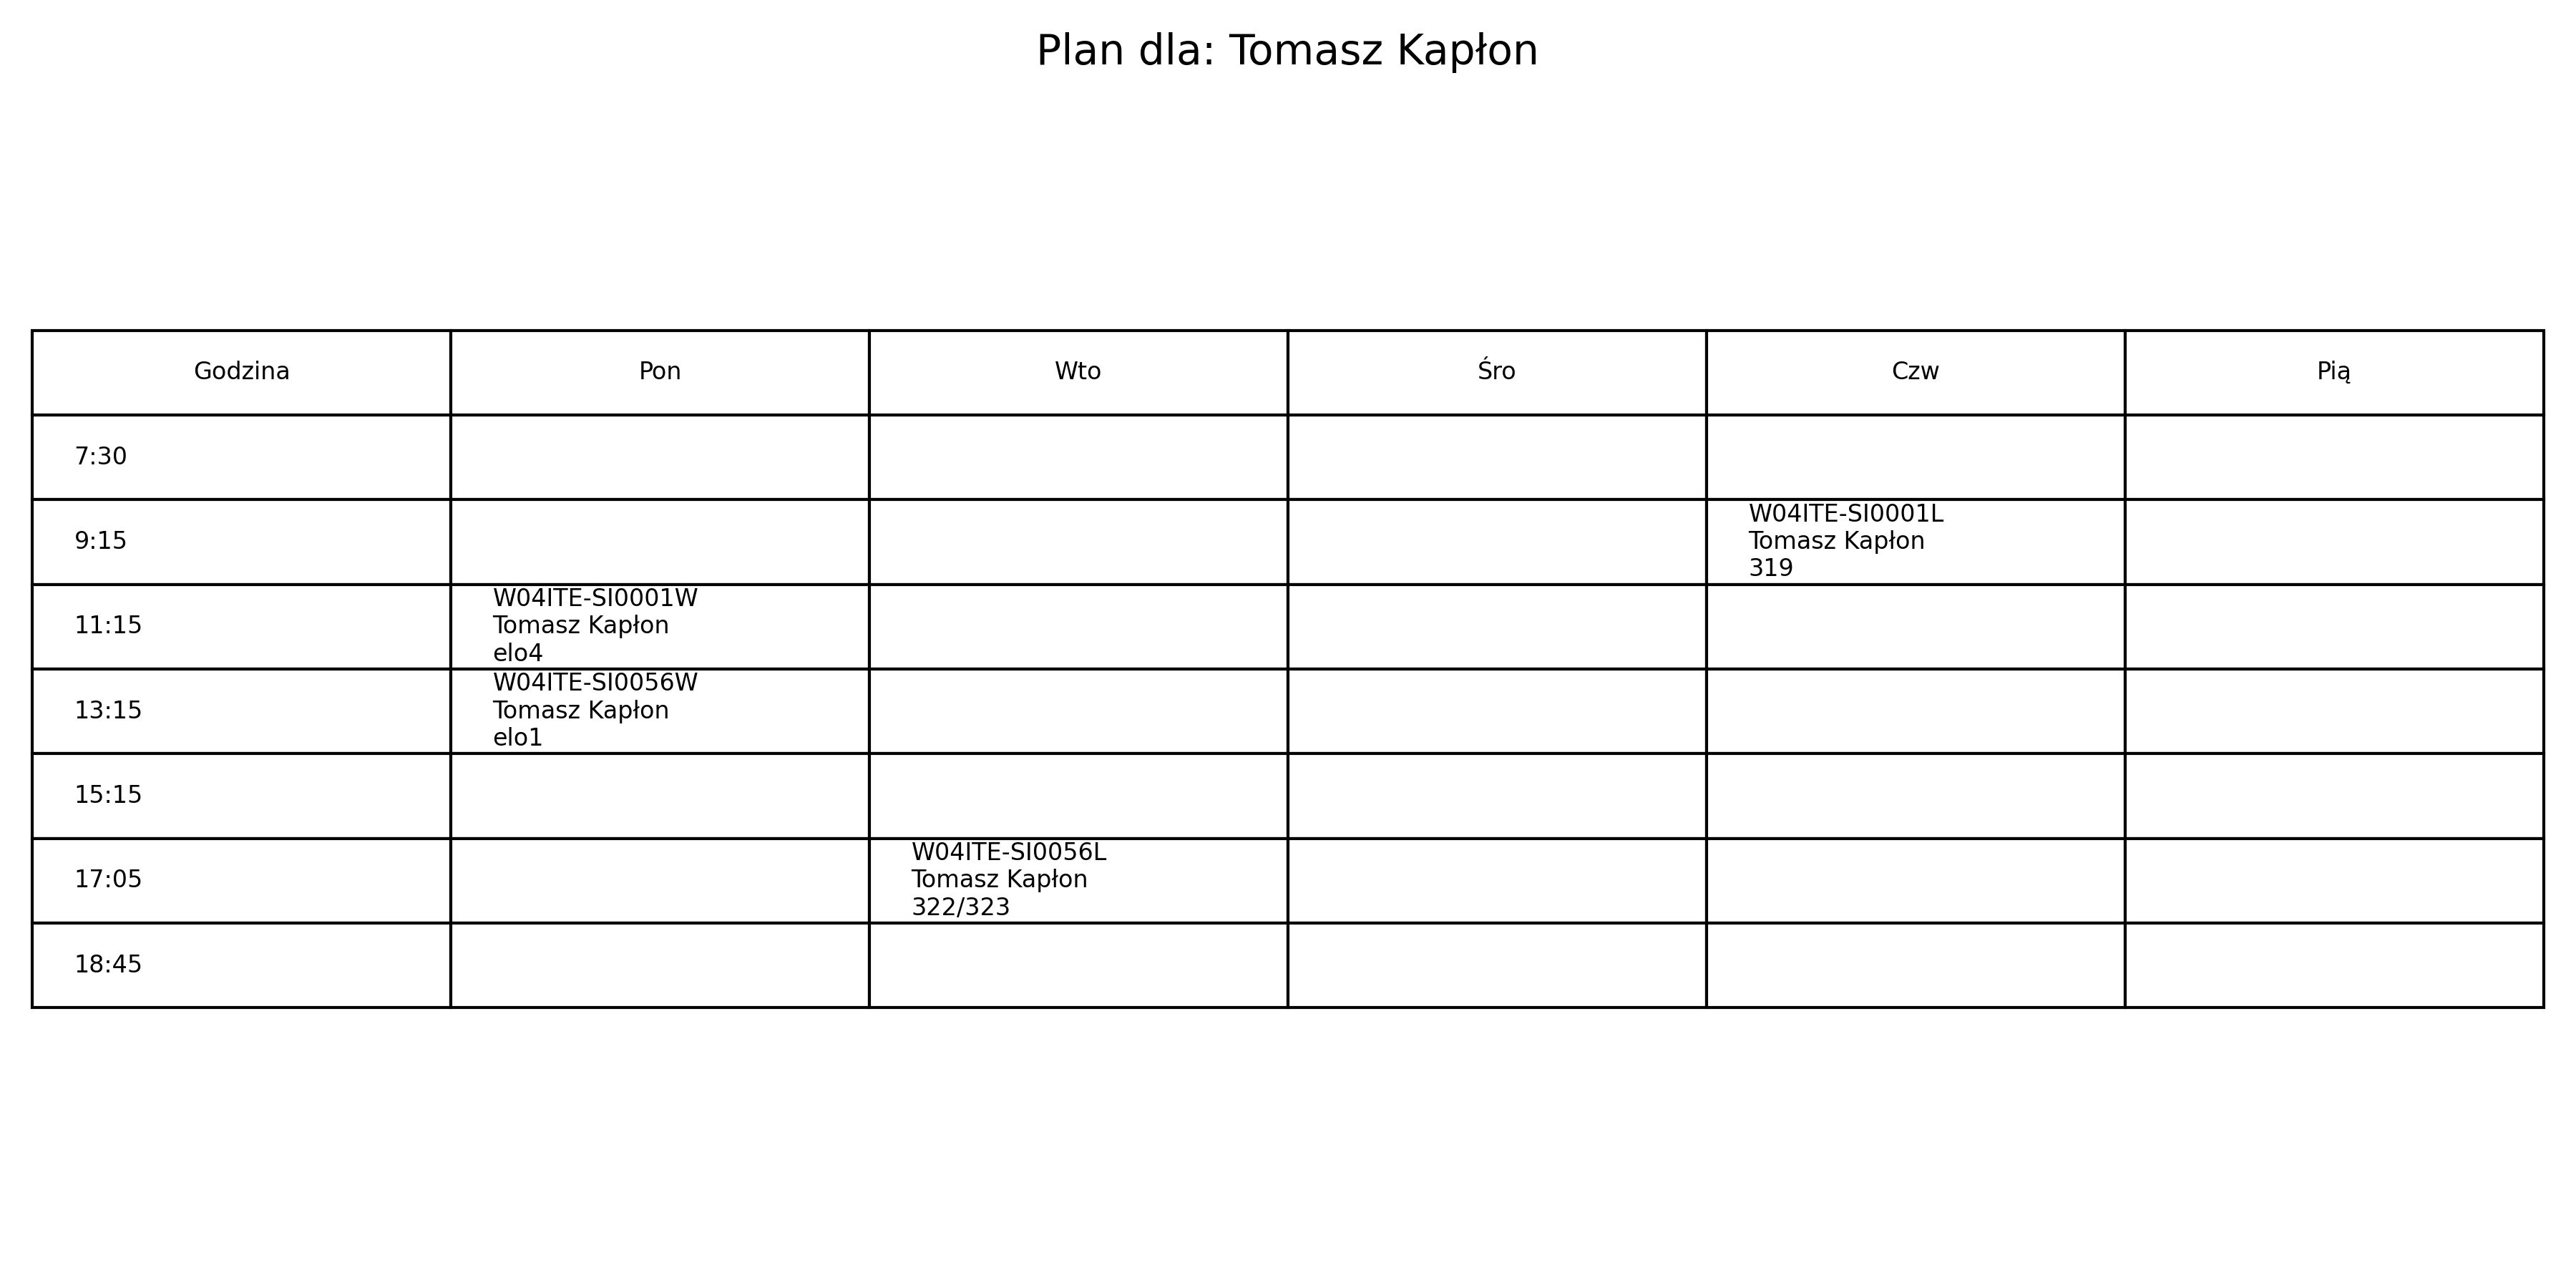 Plan dla: Tomasz Kapłon
Godzina Pon Wto Śro Czw Pią
7:30
9:15
W04ITE-SI0001L
Tomasz Kapłon
319
11:15
W04ITE-SI0001W
Tomasz Kapłon
elo4
13:15
W04ITE-SI0056W
Tomasz Kapłon
elo1
15:15
17:05
W04ITE-SI0056L
Tomasz Kapłon
322/323
18:45